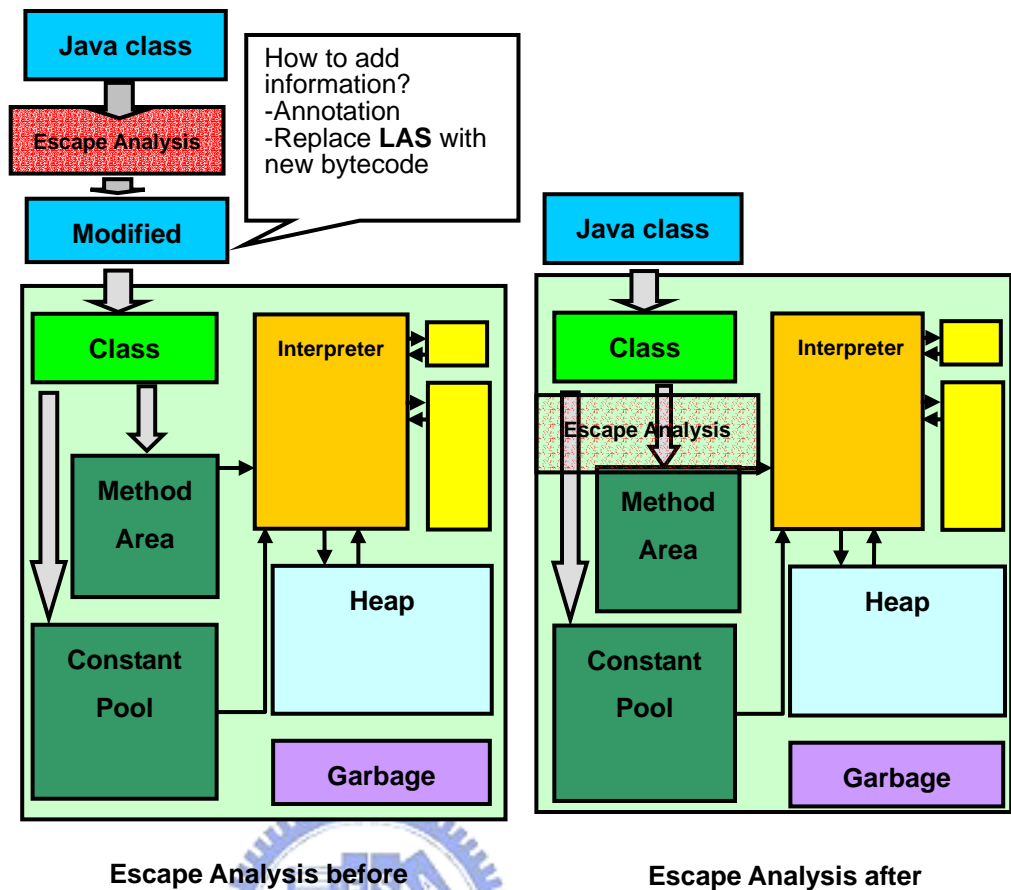 Java class
Escape Analysis
Modified
How to add
information?
-Annotation
-Replace LAS with
new bytecode
Class
Interpreter
Method
Area
Heap
Constant
Pool
Garbage
Escape Analysis before
Java class
Class
Interpreter
Escape Analysis
Method
Area
Heap
Constant
Pool
Garbage
Escape Analysis after